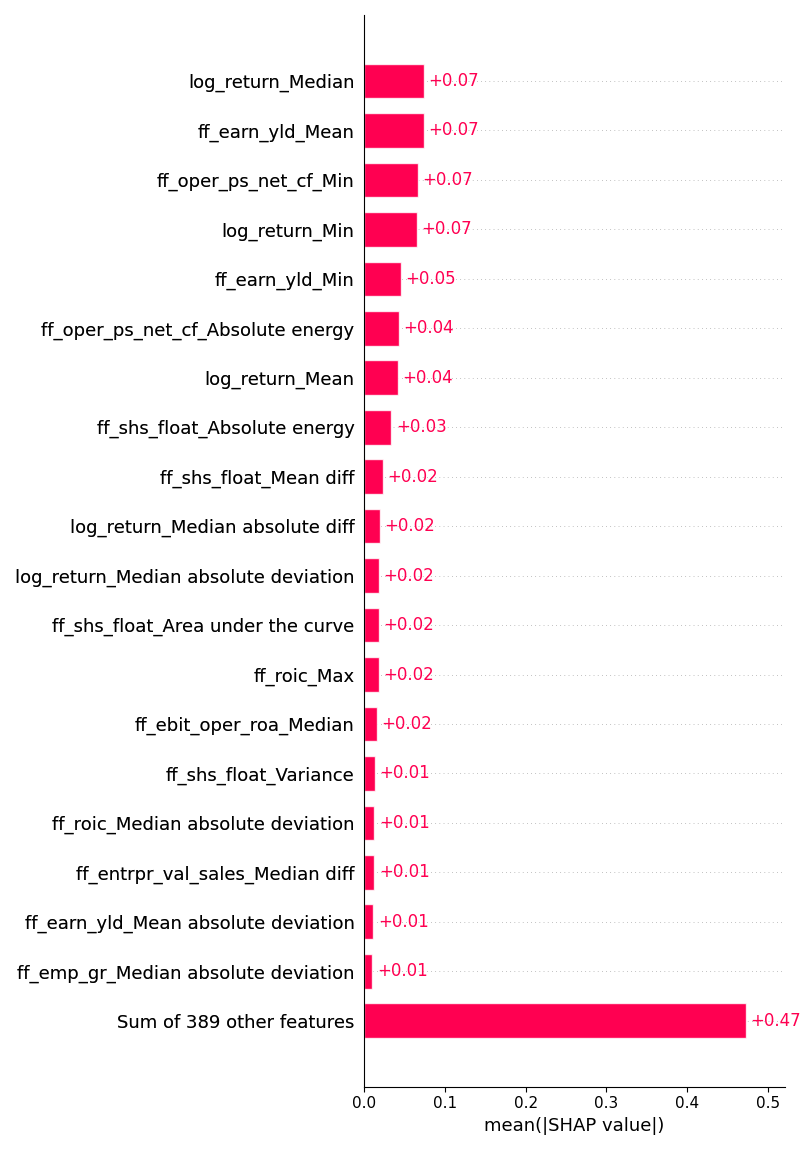 log_return_Median +0.07
ff_earn_yld_Mean +0.07
ff_oper_ps_net_cf_Min +0.07
log_return_Min +0.07
ff_earn_yld_Min +0.05
ff_oper_ps_net_cf_Absolute energy +0.04
log_return_Mean +0.04
ff_shs_float_Absolute energy +0.03
ff_shs_float_Mean diff +0.02
log_return_Median absolute diff +0.02
log_return_Median absolute deviation +0.02
ff_shs_float_Area under the curve +0.02
ff_roic_Max +0.02
ff_ebit_oper_roa_Median +0.02
ff_shs_float_Variance +0.01
ff_roic_Median absolute deviation +0.01
ff_entrpr_val_sales_Median diff +0.01
ff_earn_yld_Mean absolute deviation +0.01
ff_emp_gr_Median absolute deviation +0.01
Sum of 389 other features +0.47
0.0 0.1 0.2 0.3 0.4 0.5
mean(|SHAP value|)